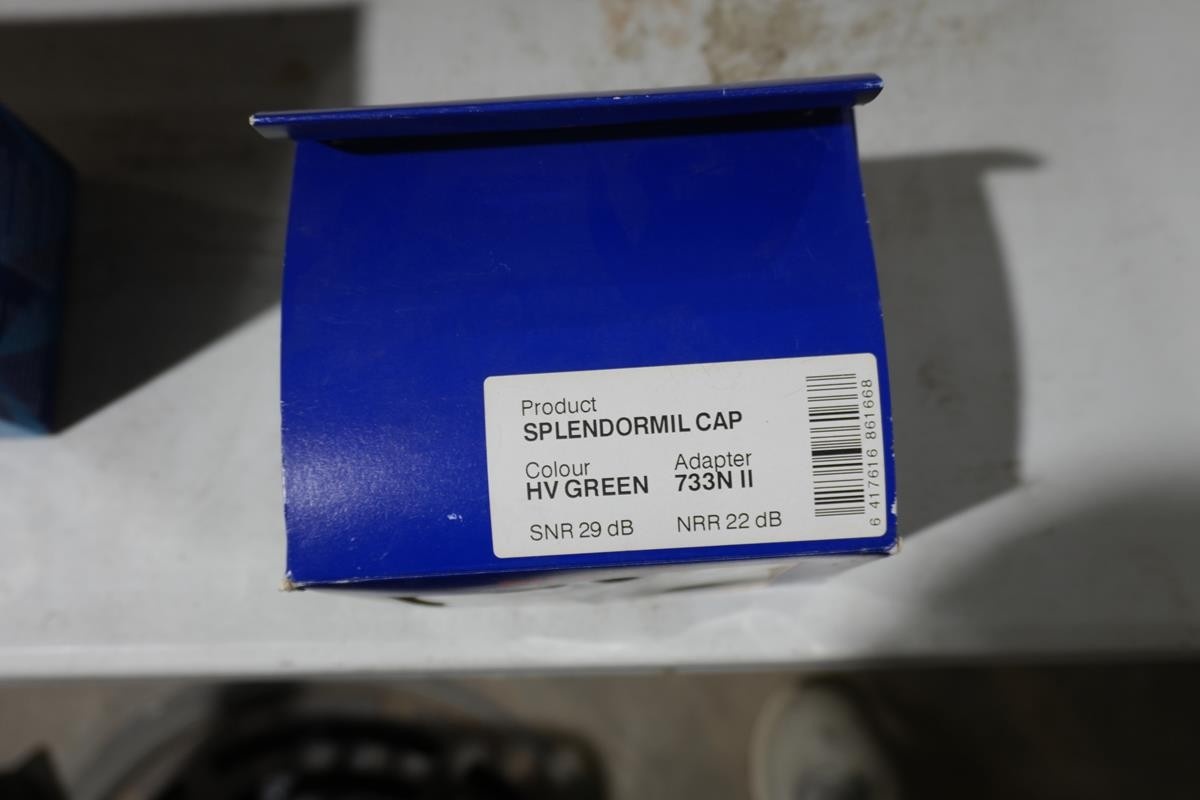 Product
SPLENDORMIL CAP
Colour Adapter
HV GREEN 733N II
SNR 29 dB NRR 22 dB
6 417616 861668